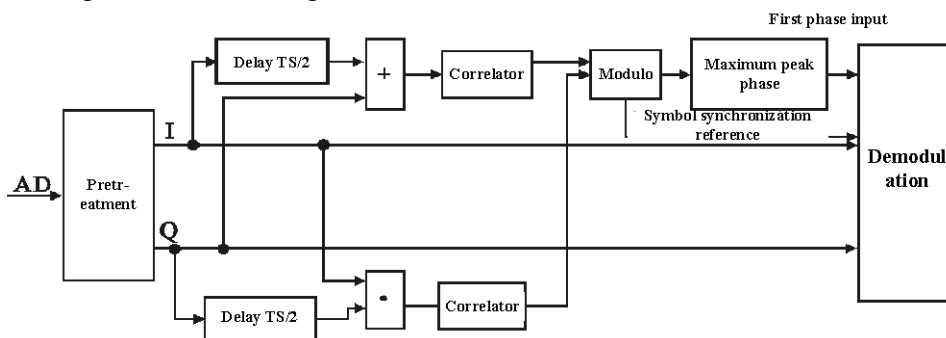 First phase input
Delay TS/2
+
Correlator
Modulo
Maximum peak
phase
Symbol synchronization
reference
I
AD
Pretr-
eatment
Demodul
ation
Q
•
Correlator
Delay TS/2